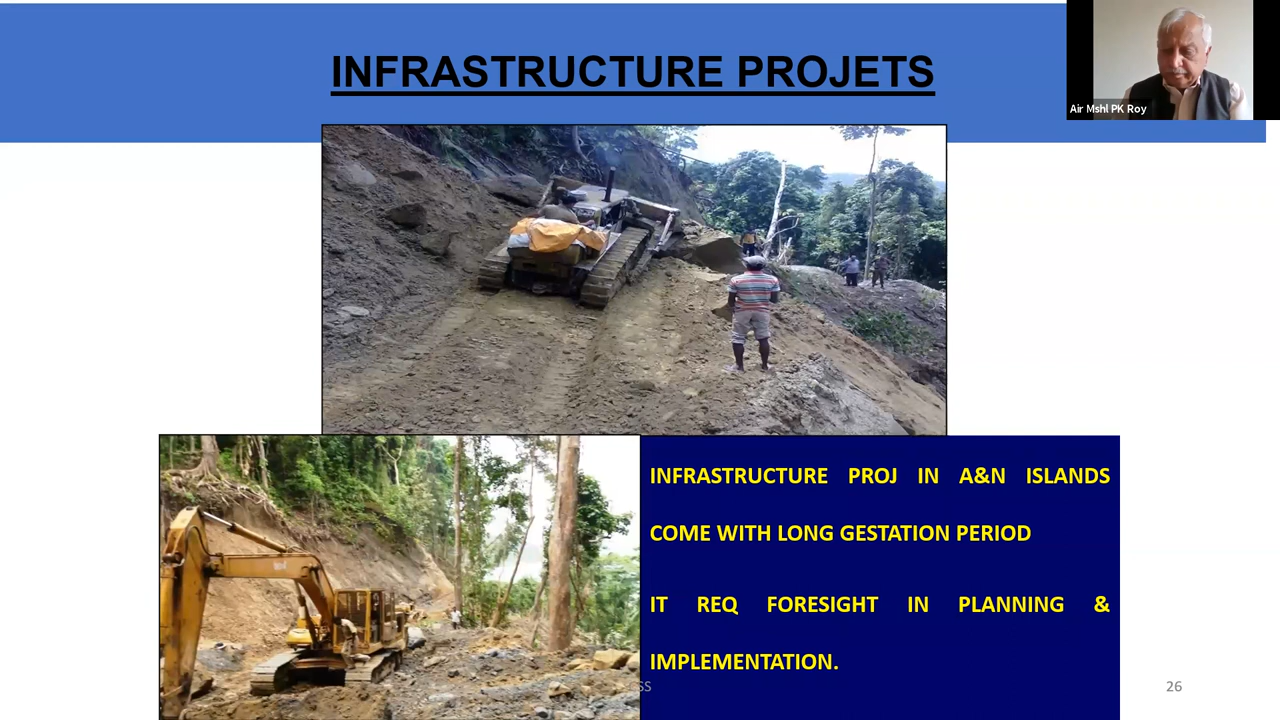 INFRASTRUCTURE PROJETS
Air Mshl PK Roy
INFRASTRUCTURE PROJ IN A&N ISLANDS
COME WITH LONG GESTATION PERIOD
IT REQ FORESIGHT IN PLANNING &
IMPLEMENTATION.
SS
26